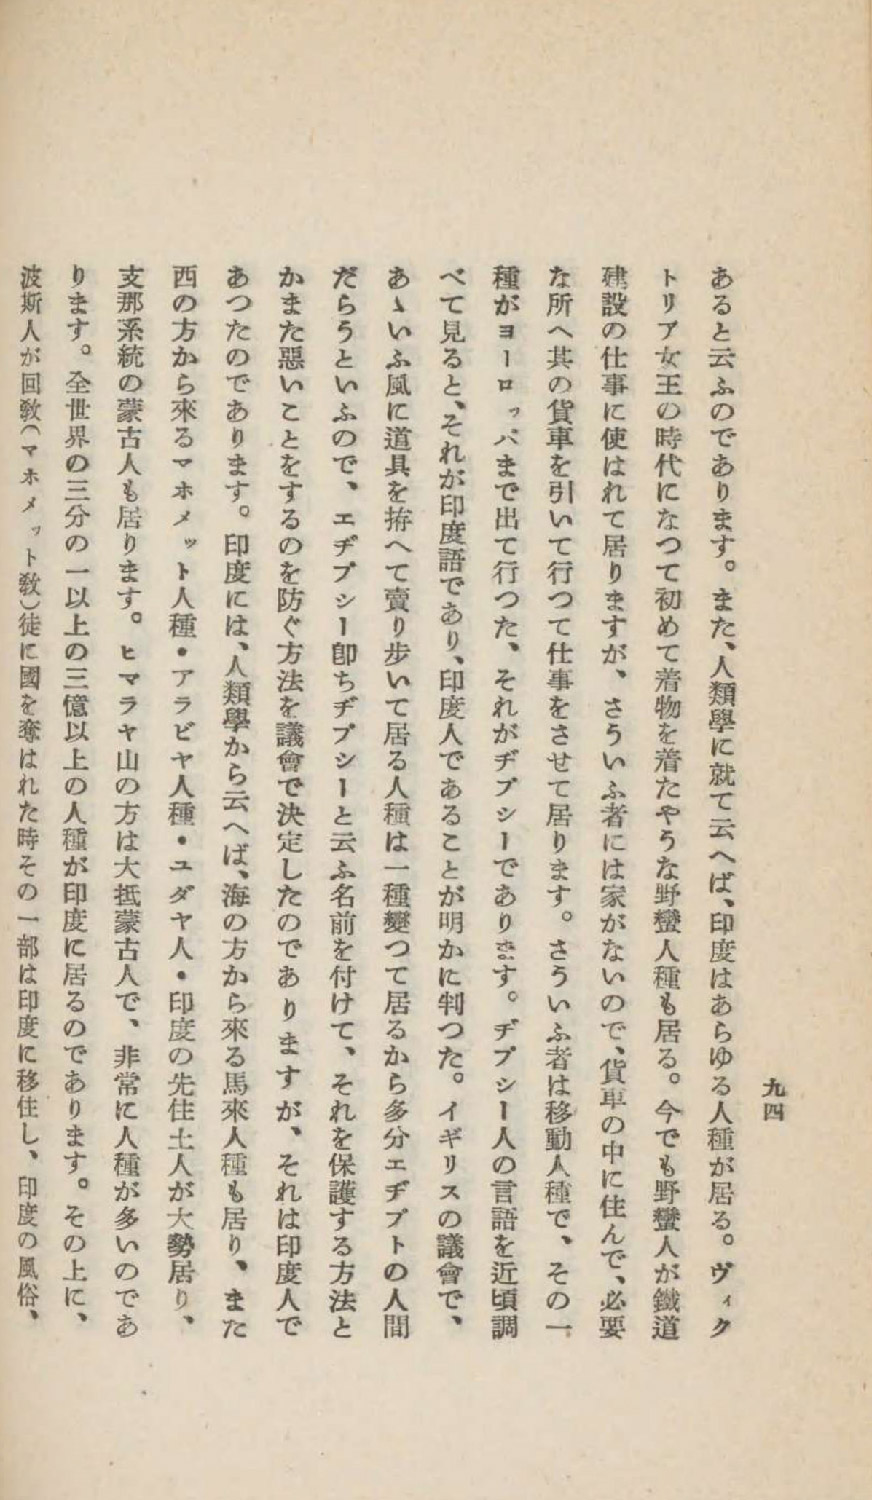 九四
あると云ふのであります。また、人類學に就て云へば、印度はあらゆる人種が居る。ヴィク
トリア女王の時代になつて初めて着物を着たやうな野蠻人種も居る。今でも野蠻人が鐵道
建設の仕事に使はれて居りますが、さういふ者には家がないので、貨車の中に住んで、必要
な所へ其の貨車を引いて行つて仕事をさせて居ります。さういふ者は移動人種で、その一
種がヨーロッパまで出て行つた、それがヂプシーであります。ヂプシー人の言語を近頃調
べて見ると、それが印度語であり、印度人であることが明かに判つた。イギリスの議會で、
あゝいふ風に道具を拵へて賣り歩いて居る人種は一種變つて居るから多分エヂプトの人間
だらうといふので、エヂプシー卽ちヂプシーと云ふ名前を付けて、それを保護する方法と
かまた惡いことをするのを防ぐ方法を議會で決定したのでありますが、それは印度人で
あつたのであります。印度には、人類學から云へば、海の方から來る馬來人種も居り、また
西の方から來るマホメット人種・アラビヤ人種・ユダヤ人・印度の先住土人が大勢居り、
支那系統の蒙古人も居ります。ヒマラヤ山の方は大抵蒙古人で、非常に人種が多いのであ
ります。全世界の三分の一以上の三億以上の人種が印度に居るのであります。その上に、
波斯人が回敎(マホメット敎)徒に國を奪はれた時その一部は印度に移住し、印度の風俗、